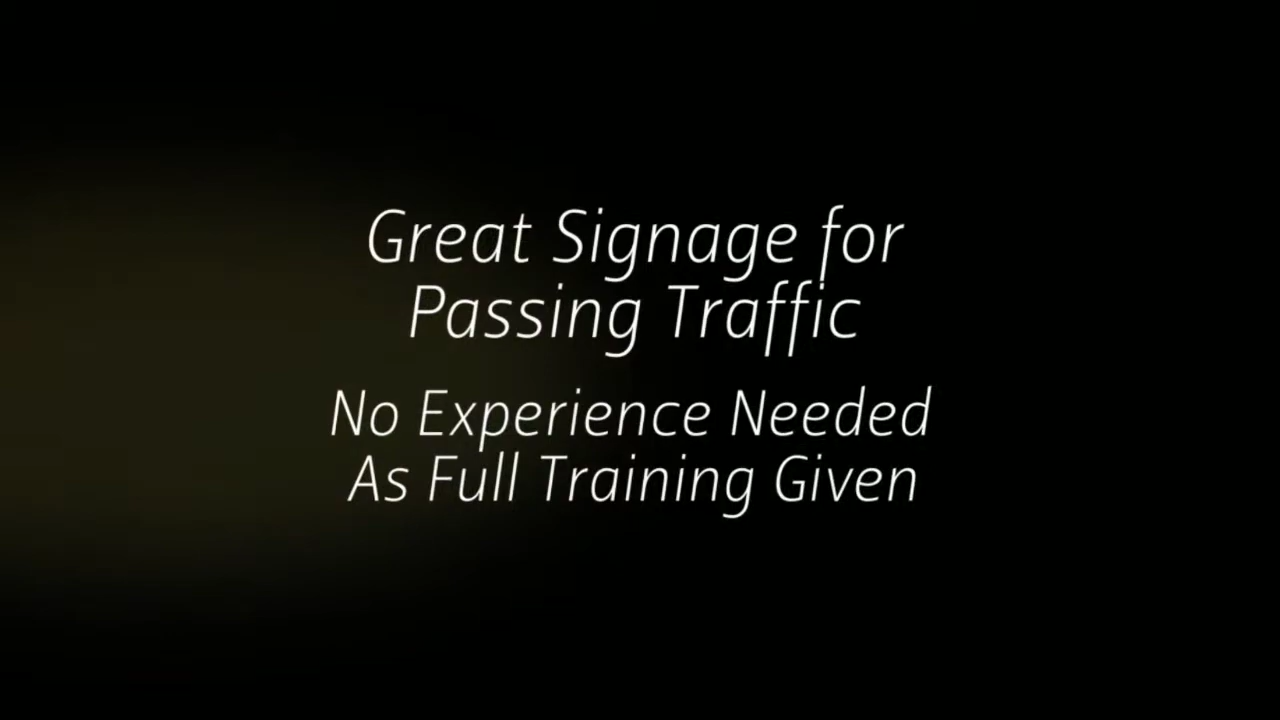 Great Signage for
Passing Traffic
No Experience Needed
As Full Training Given